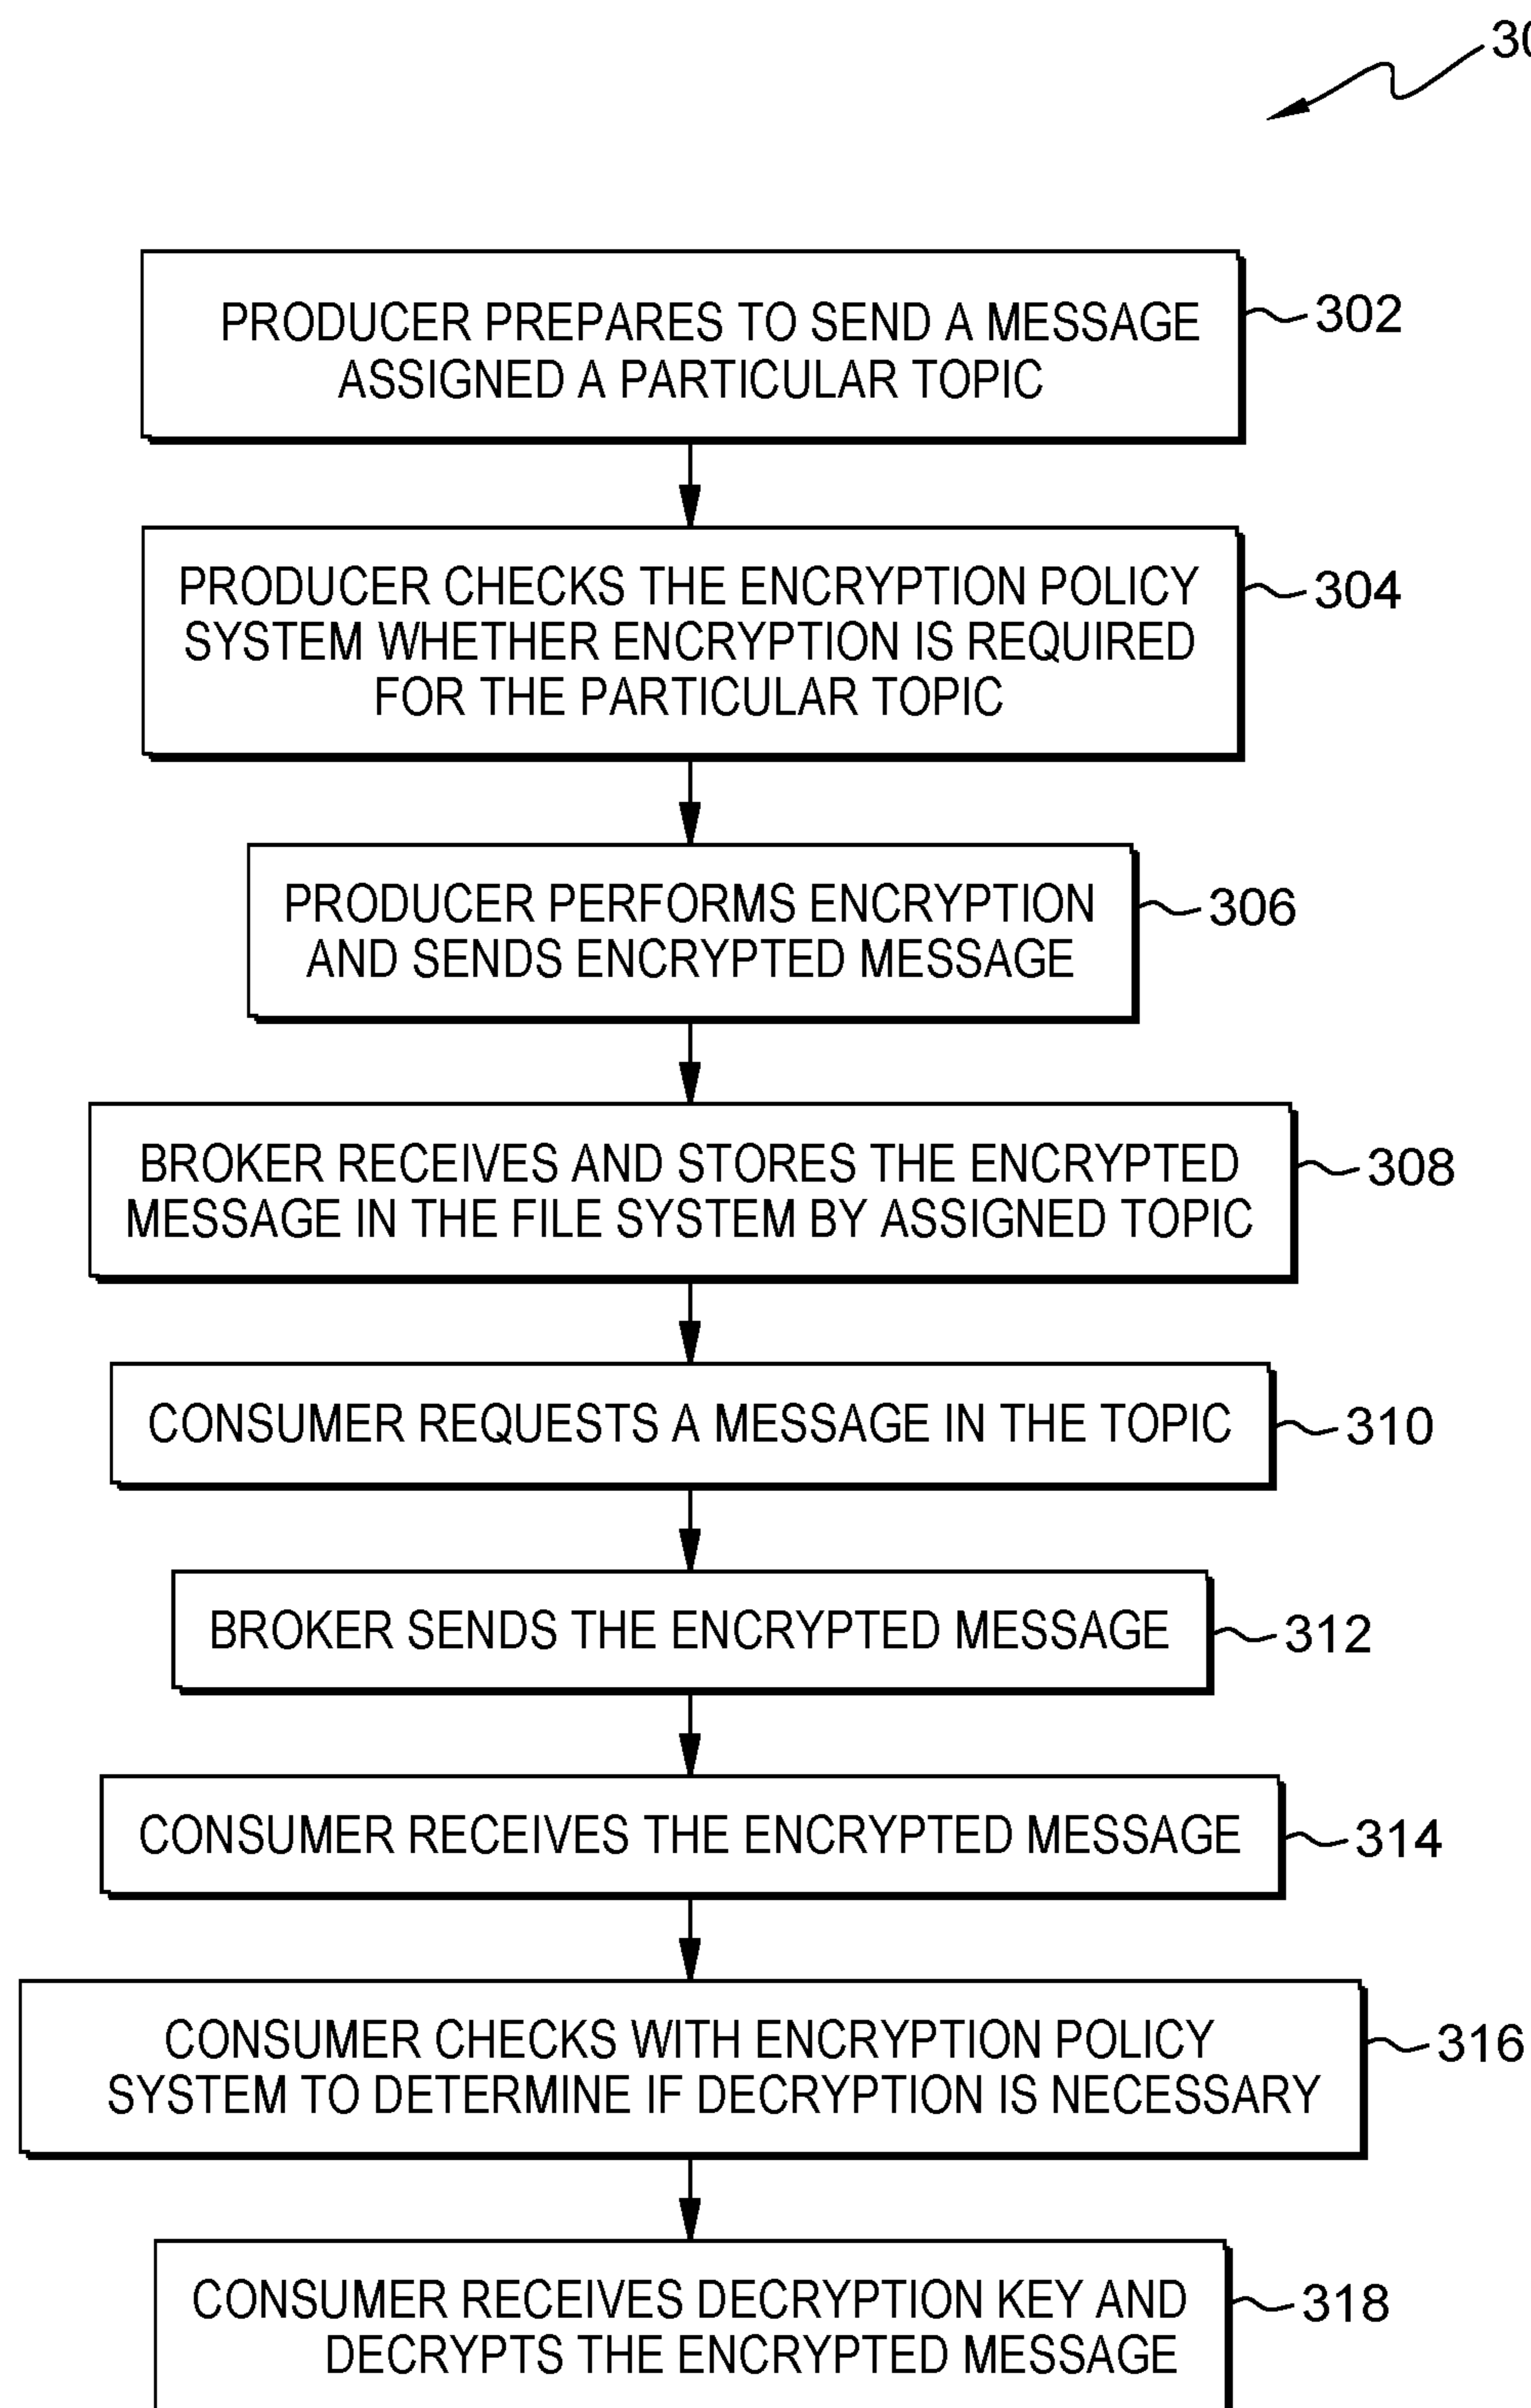 PRODUCER PREPARES TO SEND A MESSAGE
ASSIGNED A PARTICULAR TOPIC
302
PRODUCER CHECKS THE ENCRYPTION POLICY
SYSTEM WHETHER ENCRYPTION IS REQUIRED
FOR THE PARTICULAR TOPIC
304
PRODUCER PERFORMS ENCRYPTION
AND SENDS ENCRYPTED MESSAGE
306
BROKER RECEIVES AND STORES THE ENCRYPTED
MESSAGE IN THE FILE SYSTEM BY ASSIGNED TOPIC
308
CONSUMER REQUESTS A MESSAGE IN THE TOPIC
310
BROKER SENDS THE ENCRYPTED MESSAGE
312
CONSUMER RECEIVES THE ENCRYPTED MESSAGE
314
CONSUMER CHECKS WITH ENCRYPTION POLICY
SYSTEM TO DETERMINE IF DECRYPTION IS NECESSARY
316
CONSUMER RECEIVES DECRYPTION KEY AND
DECRYPTS THE ENCRYPTED MESSAGE
318